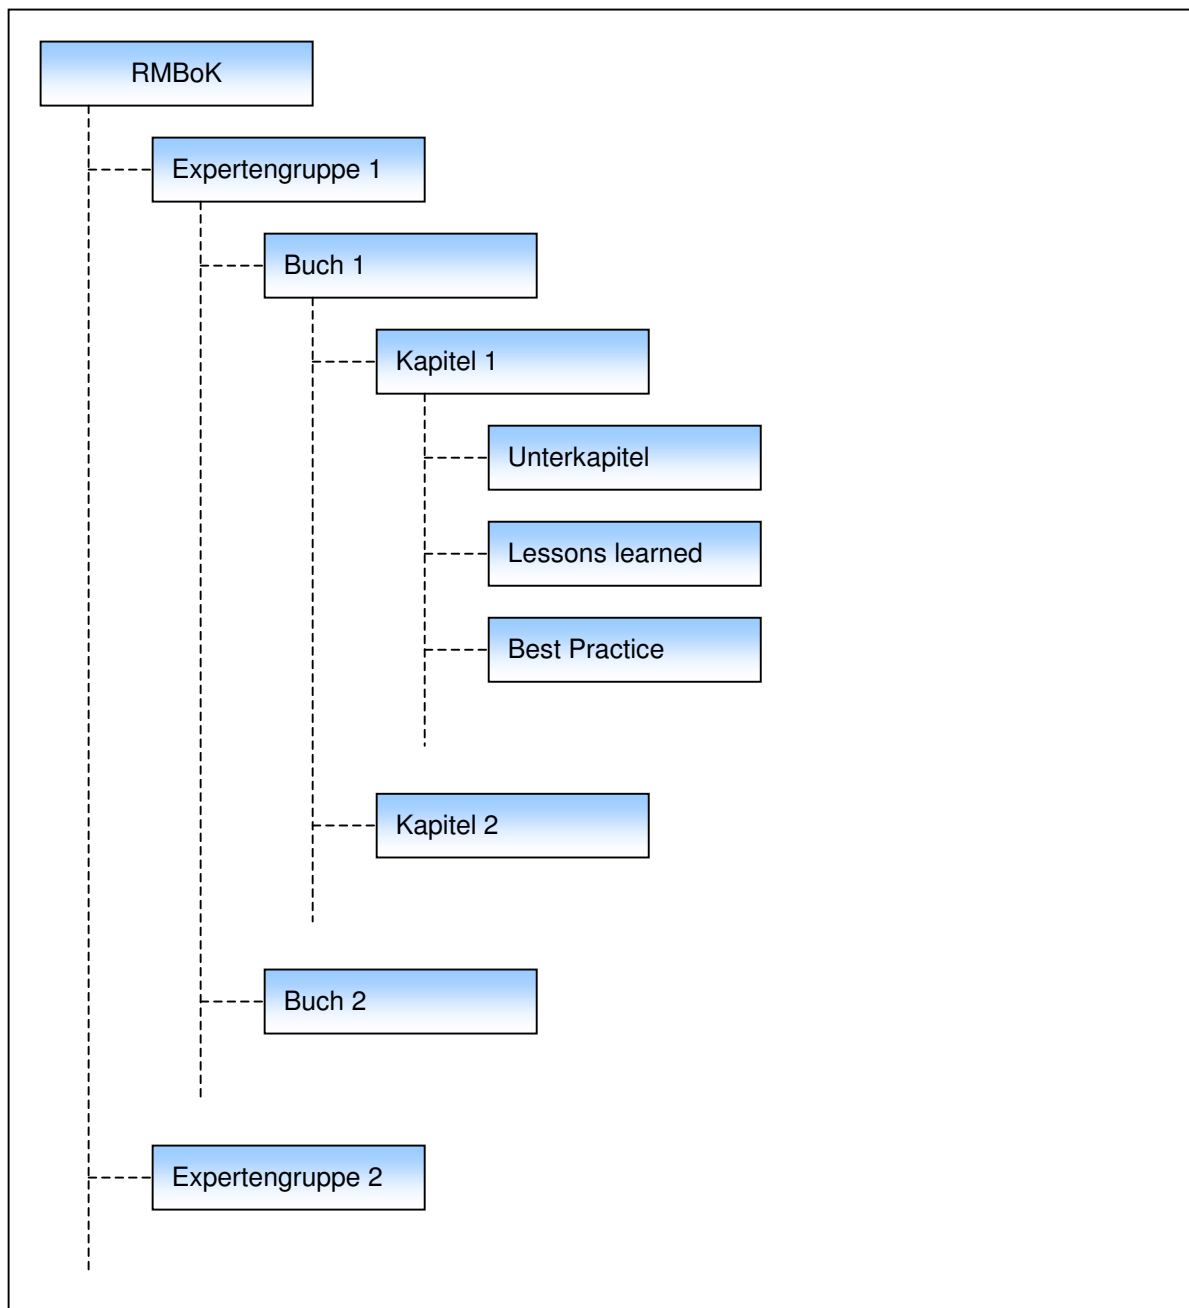 RMBoK
Expertengruppe 1
Buch 1
Kapitel 1
Unterkapitel
Lessons learned
Best Practice
Kapitel 2
Buch 2
Expertengruppe 2